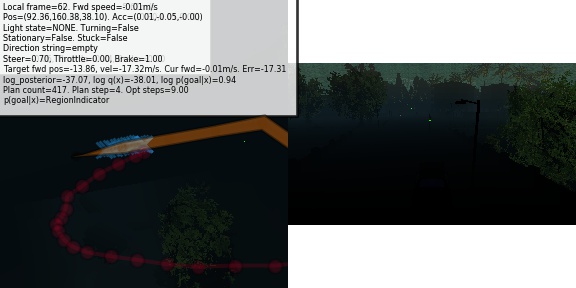 Local frame=62. Fwd speed=-0.01m/s
Pos=(92.36,160.38,38.10). Acc=(0.01,-0.05,-0.00)
Light state=NONE. Turning=False
Stationary=False. Stuck=False
Direction string=empty
Steer=0.70, Throttle=0.00, Brake=1.00
Target fwd pos=-13.86, vel=-17.32m/s. Cur fwd=-0.01m/s. Err=-17.31
log_posterior=-37.07, log q(x)=-38.01, log p(goal|x)=0.94
Plan count=417. Plan step=4. Opt steps=9.00
p(goal|x)=RegionIndicator